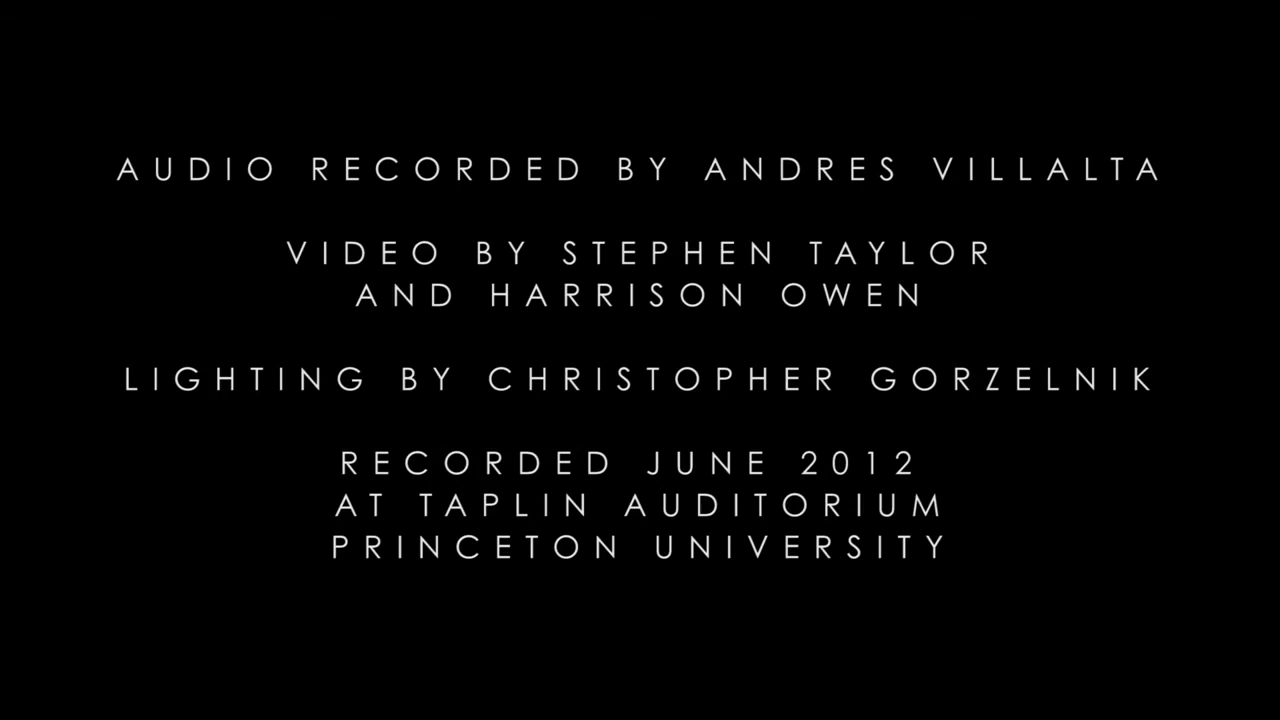 AUDIO RECORDED BY ANDRES VILLALTA
VIDEO BY STEPHEN TAYLOR
AND HARRISON OWEN
LIGHTING BY CHRISTOPHER GORZELNIK
RECORDED JUNE 2012
AT TAPLIN AUDITORIUM
PRINCETON UNIVERSITY